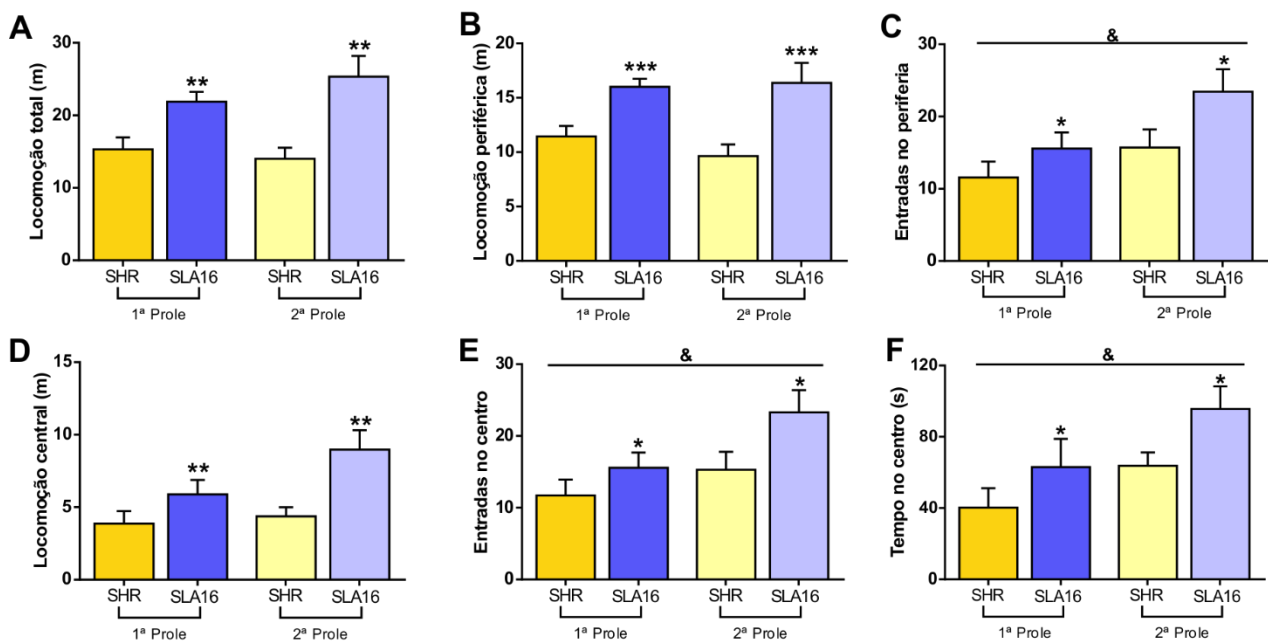 A
Locomoção total (m)
30
20
10
0
**
**
SHR
SLA16
SHR
SLA16
1ª Prole
2ª Prole
B
Locomoção periférica (m)
20
15
10
5
0
***
***
SHR
SLA16
SHR
SLA16
1ª Prole
2ª Prole
C
Entradas no periferia
30
20
10
0
&
*
*
SHR
SLA16
SHR
SLA16
1ª Prole
2ª Prole
D
Locomoção central (m)
15
10
5
0
**
**
SHR
SLA16
SHR
SLA16
1ª Prole
2ª Prole
E
Entradas no centro
30
20
10
0
&
*
*
SHR
SLA16
SHR
SLA16
1ª Prole
2ª Prole
F
Tempo no centro (s)
120
80
40
0
&
*
*
SHR
SLA16
SHR
SLA16
1ª Prole
2ª Prole